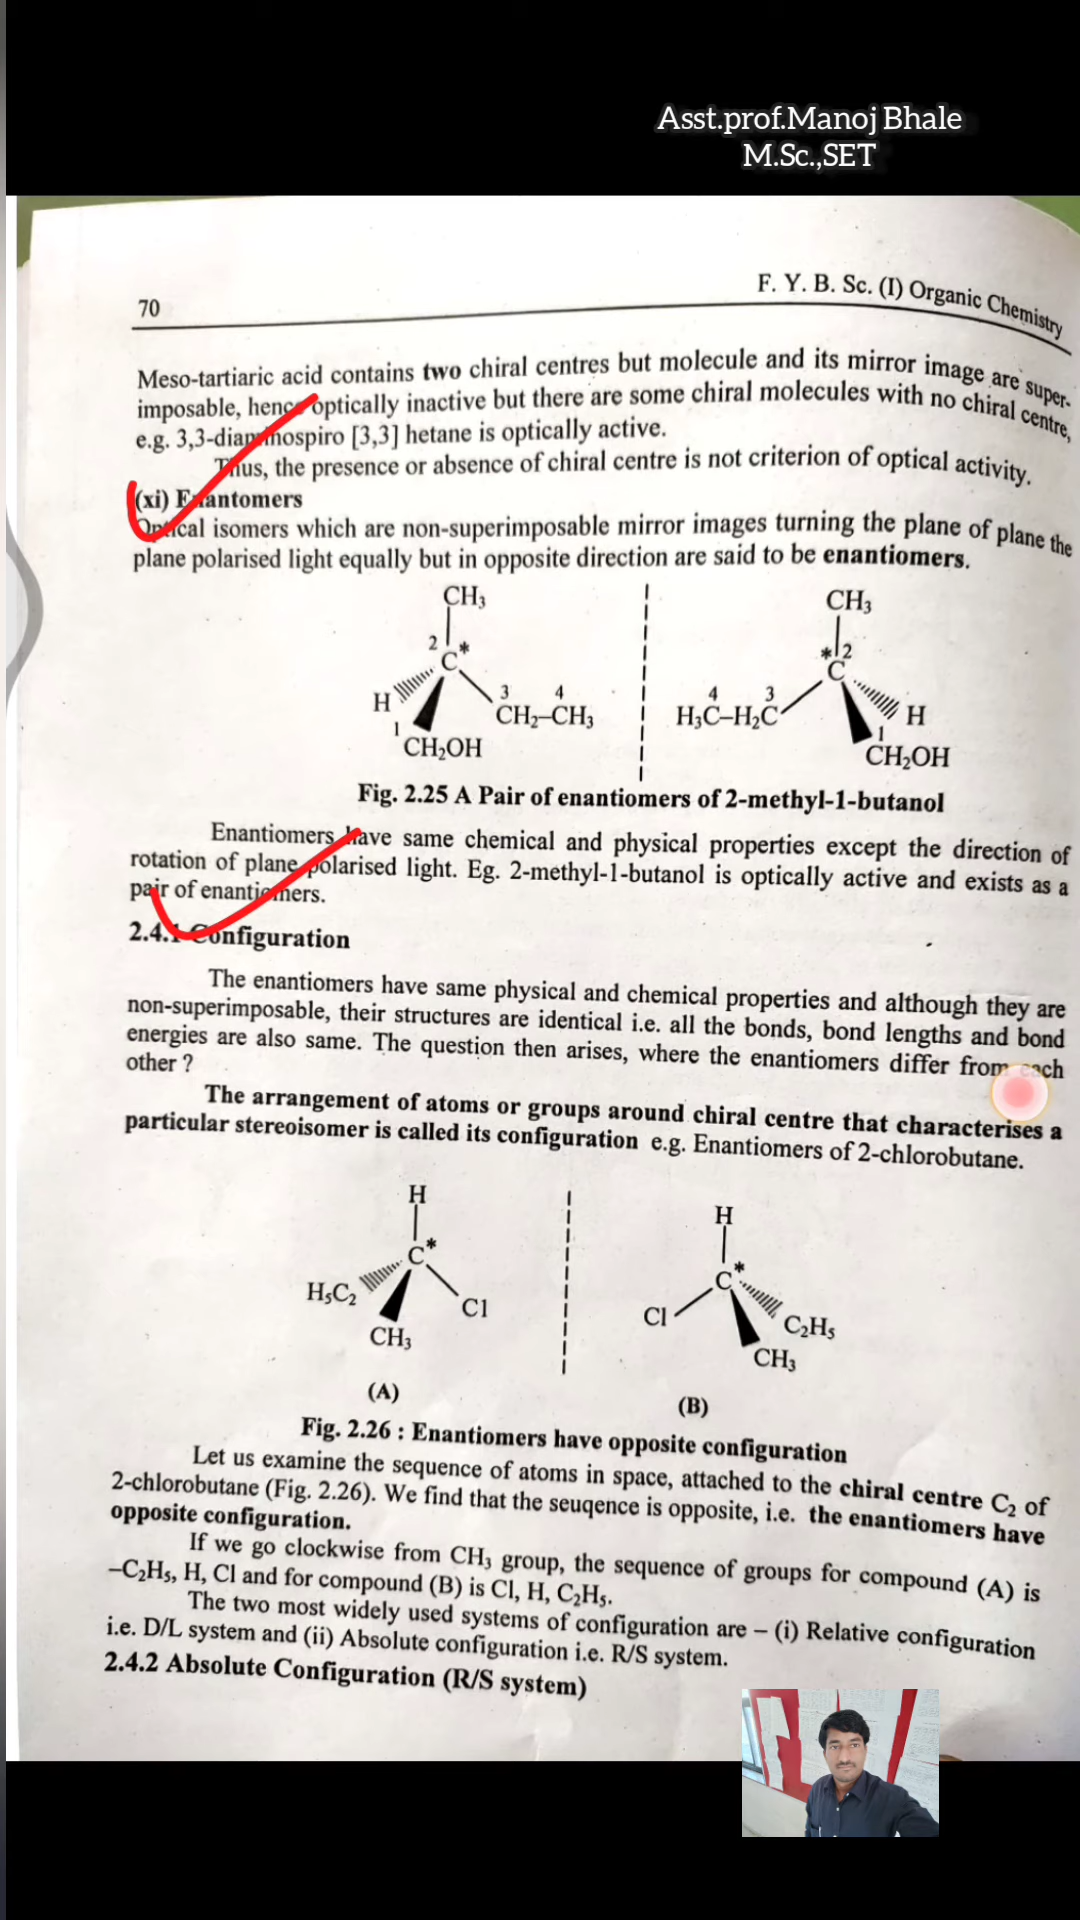 Asst.prof.Manoj Bhale
M.Sc.,SET
70
F. Y. B. Sc. (I) Organic Chemistry
Meso-tartiaric acid contains two chiral centres but molecule and its mirror image are super-
imposable, hence optically inactive but there are some chiral molecules with no chiral centre,
e.g. 3,3-diaminospiro [3,3] hetane is optically active.
Thus, the presence or absence of chiral centre is not criterion of optical activity.
(xi) Enantomers
Optical isomers which are non-superimposable mirror images turning the plane of plane the
plane polarised light equally but in opposite direction are said to be enantiomers.
CH₃ CH₃
2 * *2
C C
3 4 4 3
H CH₂–CH₃ H₃C–H₂C H
1 1
CH₂OH CH₂OH
Fig. 2.25 A Pair of enantiomers of 2-methyl-1-butanol
Enantiomers have same chemical and physical properties except the direction of
rotation of plane polarised light. Eg. 2-methyl-1-butanol is optically active and exists as a
pair of enantiomers.
2.4.1 Configuration
The enantiomers have same physical and chemical properties and although they are
non-superimposable, their structures are identical i.e. all the bonds, bond lengths and bond
energies are also same. The question then arises, where the enantiomers differ from each
other ?
The arrangement of atoms or groups around chiral centre that characterises a
particular stereoisomer is called its configuration e.g. Enantiomers of 2-chlorobutane.
H H
C* C*
H₅C₂ Cl Cl C₂H₅
CH₃ CH₃
(A) (B)
Fig. 2.26 : Enantiomers have opposite configuration
Let us examine the sequence of atoms in space, attached to the chiral centre C₂ of
2-chlorobutane (Fig. 2.26). We find that the seuqence is opposite, i.e. the enantiomers have
opposite configuration.
If we go clockwise from CH₃ group, the sequence of groups for compound (A) is
–C₂H₅, H, Cl and for compound (B) is Cl, H, C₂H₅.
The two most widely used systems of configuration are – (i) Relative configuration
i.e. D/L system and (ii) Absolute configuration i.e. R/S system.
2.4.2 Absolute Configuration (R/S system)